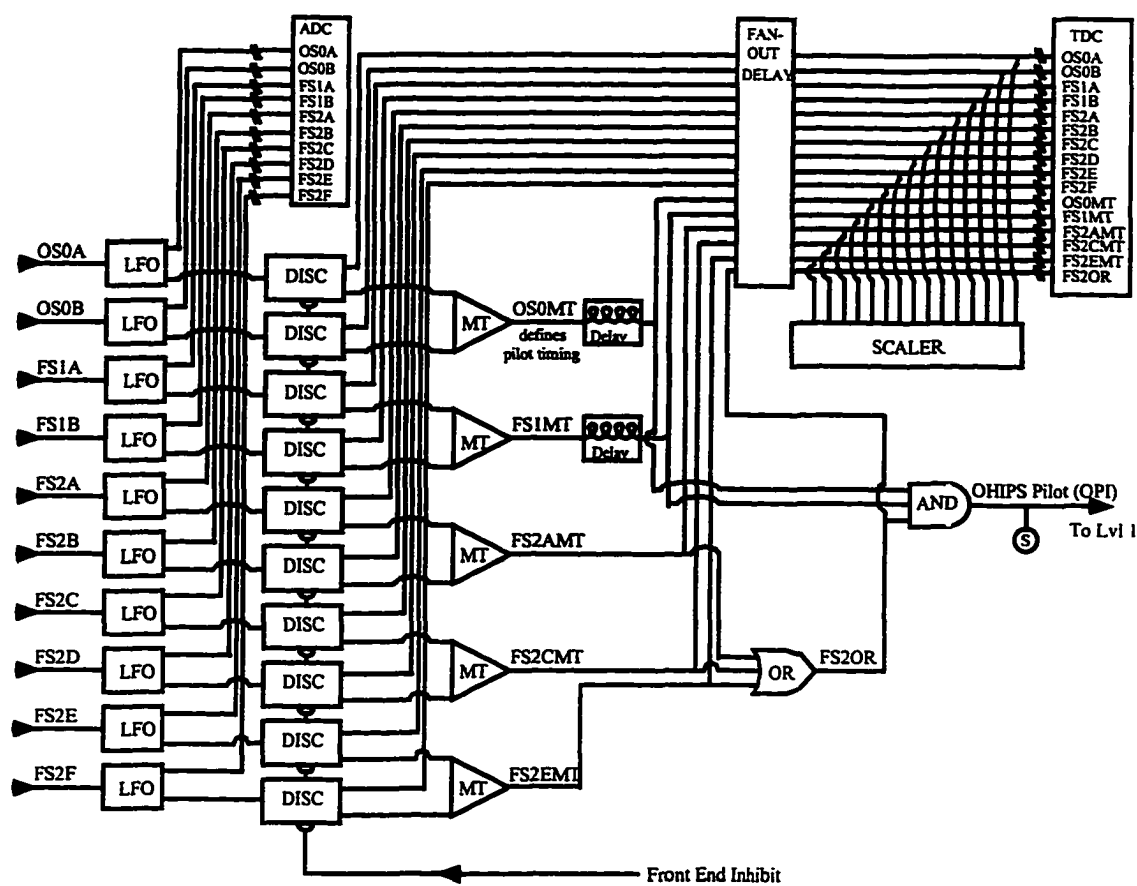 ADC
OS0A
OS0B
FS1A
FS1B
FS2A
FS2B
FS2C
FS2D
FS2E
FS2F
FAN-
OUT
DELAY
TDC
OS0A
OS0B
FS1A
FS1B
FS2A
FS2B
FS2C
FS2D
FS2E
FS2F
OS0MT
FS1MT
FS2AMT
FS2CMT
FS2EMT
FS2OR
SCALER
OS0A
LFO
OS0B
LFO
FS1A
LFO
FS1B
LFO
FS2A
LFO
FS2B
LFO
FS2C
LFO
FS2D
LFO
FS2E
LFO
FS2F
LFO
DISC
DISC
DISC
DISC
DISC
DISC
DISC
DISC
DISC
DISC
MT
OS0MT
defines
pilot timing
Delay
MT
FS1MT
Delay
MT
FS2AMT
MT
FS2CMT
MT
FS2EMT
OR
FS2OR
AND
OHIPS Pilot (OPI)
To Lvl 1
S
Front End Inhibit